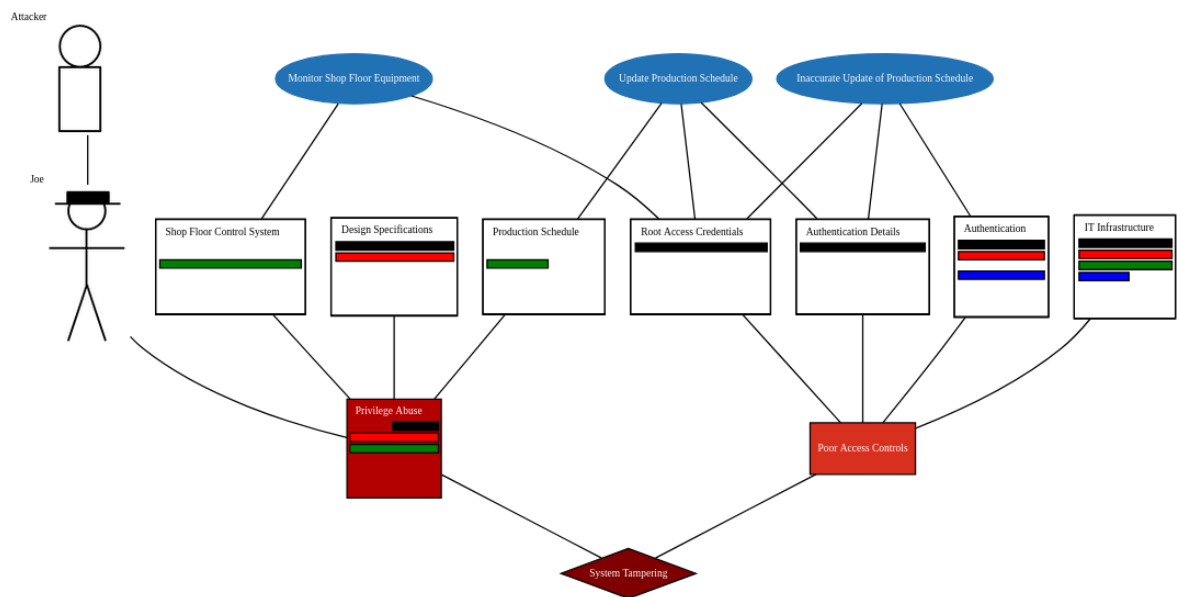 Attacker
Monitor Shop Floor Equipment
Update Production Schedule
Inaccurate Update of Production Schedule
Joe
Shop Floor Control System
Design Specifications
Production Schedule
Root Access Credentials
Authentication Details
Authentication
IT Infrastructure
Privilege Abuse
Poor Access Controls
System Tampering